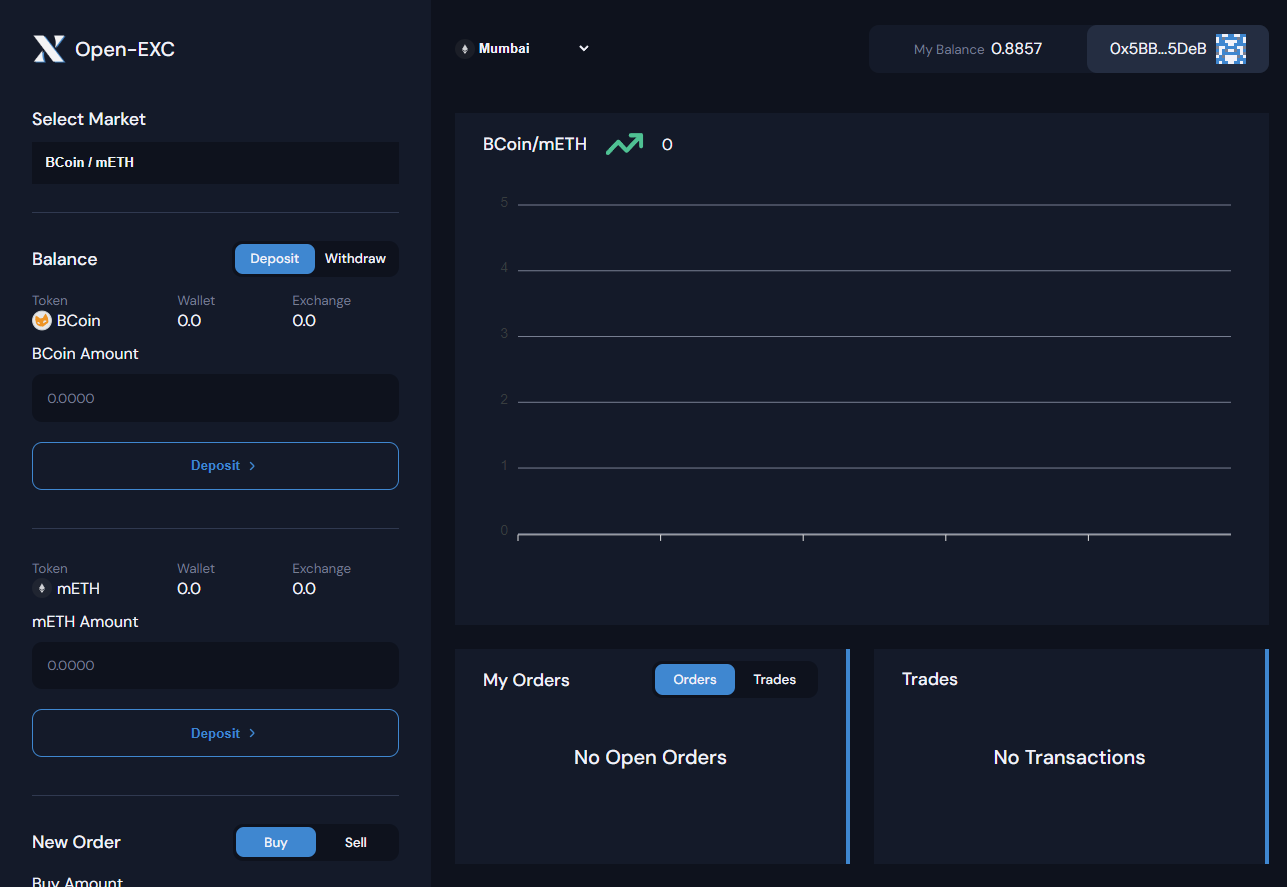 Open-EXC
Mumbai
My Balance 0.8857
0x5BB...5DeB
Select Market
BCoin / mETH
Balance
Deposit Withdraw
Token Wallet Exchange
BCoin 0.0 0.0
BCoin Amount
0.0000
Deposit >
Token Wallet Exchange
mETH 0.0 0.0
mETH Amount
0.0000
Deposit >
New Order
Buy Sell
Buy Amount
BCoin/mETH 0
5
4
3
2
1
0
My Orders
Orders Trades
No Open Orders
Trades
No Transactions